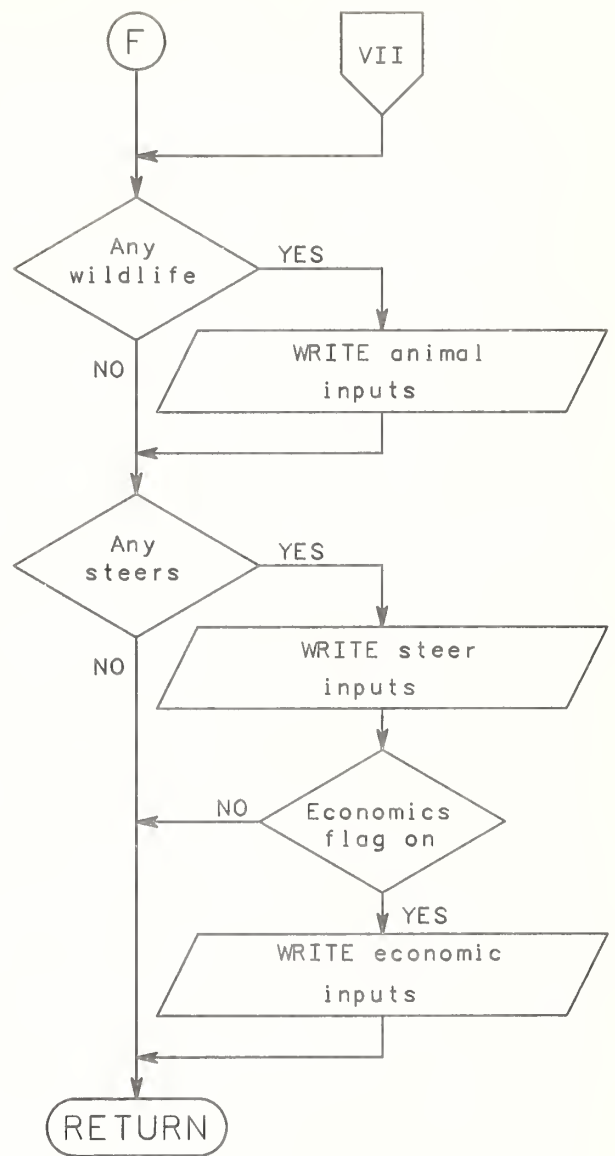 F
VII
Any
wildlife
YES
NO
WRITE animal
inputs
Any
steers
YES
NO
WRITE steer
inputs
NO
Economics
flag on
YES
WRITE economic
inputs
RETURN